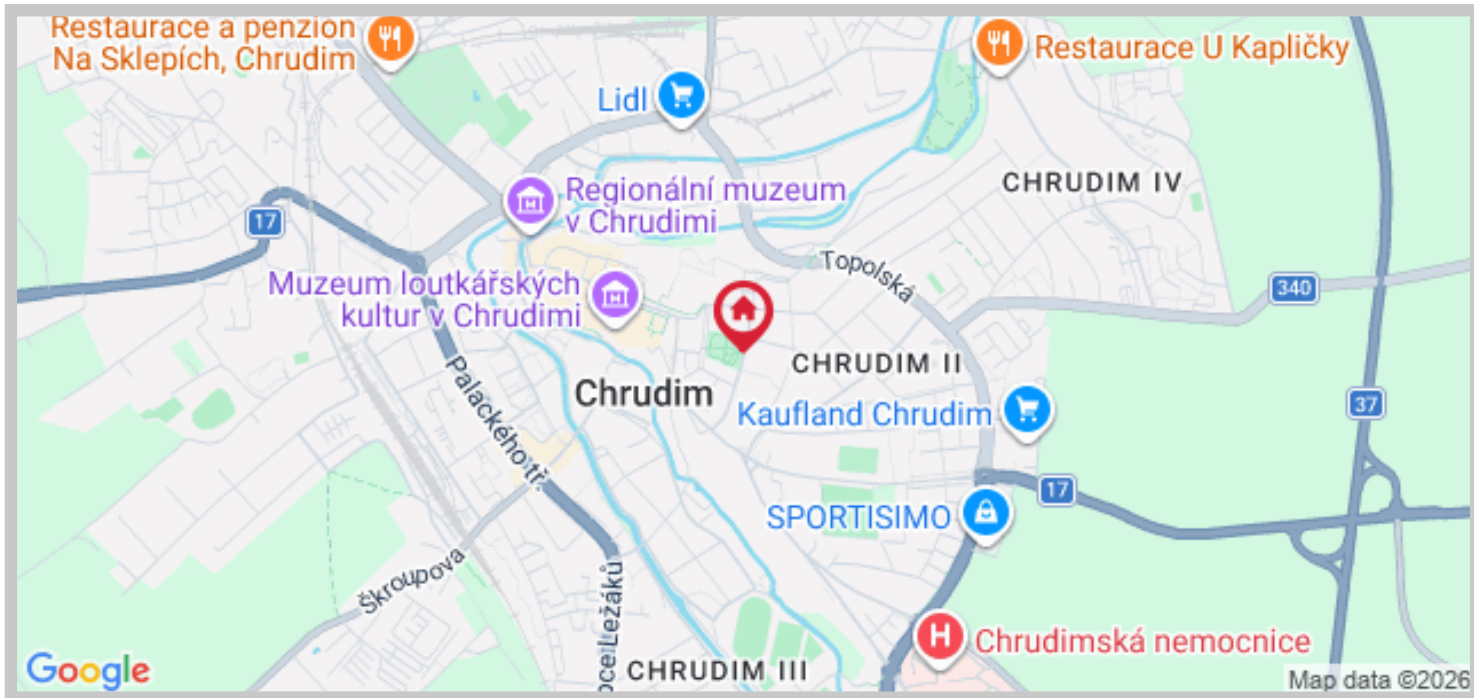 Restaurace a penzion
Na Sklepích, Chrudim
Restaurace U Kapličky
Lidl
CHRUDIM IV
Regionální muzeum
v Chrudimi
17
Topolská
Muzeum loutkářských
kultur v Chrudimi
340
CHRUDIM II
Chrudim
Palackého tř.
Kaufland Chrudim
37
17
SPORTISIMO
Škroupova
obce Ležáků
H
Chrudimská nemocnice
CHRUDIM III
Google
Map data ©2026